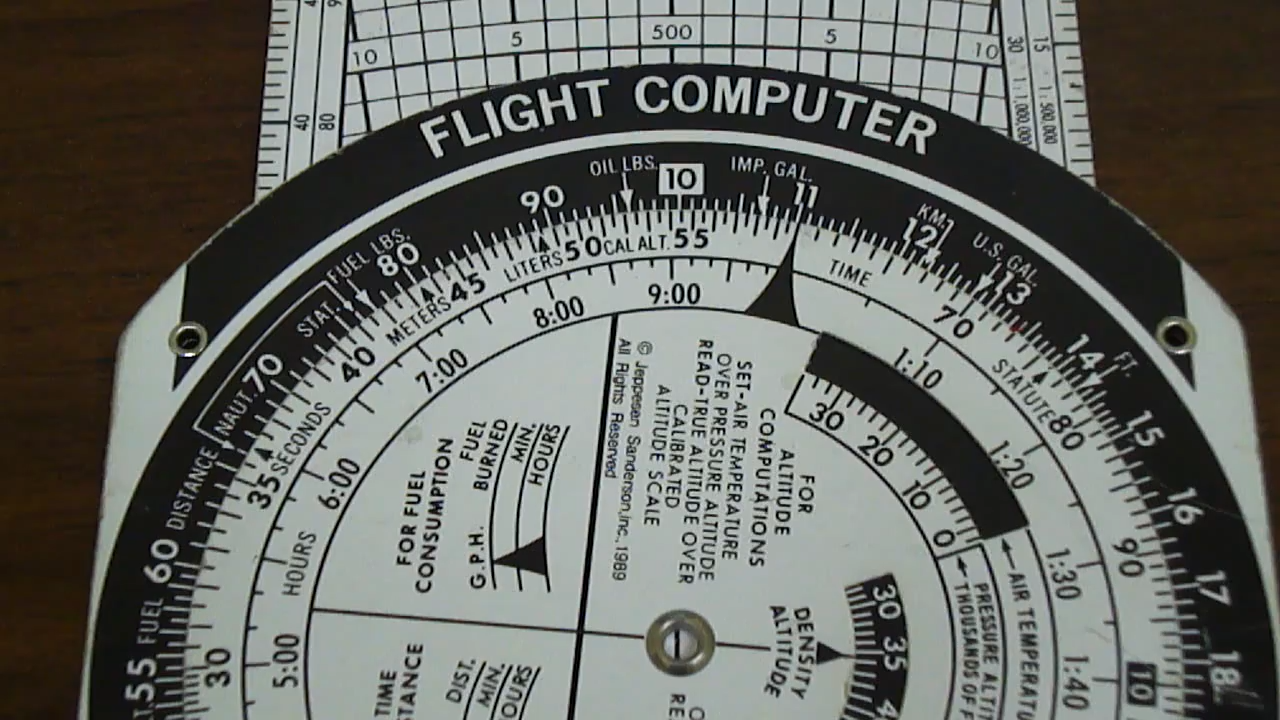 10 5 500 5 10
40 80
30 15
1:1,000,000 1:500,000
FLIGHT COMPUTER
OIL LBS. 10 IMP. GAL.
90 11
KM. 12
U.S. GAL.
13
FUEL LBS.
80
STAT.
NAUT. 70
DISTANCE
60
FUEL
55
14 FT.
15
16
17
18
LITERS 50 CAL ALT. 55
METERS 45
40
SECONDS
35
30
TIME
70
STATUTE
80
90
10
9:00
8:00
7:00
6:00
HOURS
5:00
1:10
1:20
1:30
1:40
© Jeppesen Sanderson, Inc., 1989
All Rights Reserved
FOR
ALTITUDE
COMPUTATIONS
SET-AIR TEMPERATURE
OVER PRESSURE ALTITUDE
READ-TRUE ALTITUDE OVER
CALIBRATED
ALTITUDE SCALE
30 20 10 0
AIR TEMPERATU
PRESSURE ALTI
THOUSANDS OF F
FOR FUEL
CONSUMPTION
FUEL
BURNED
MIN.
HOURS
G.P.H.
DENSITY
ALTITUDE
30 35 4
TIME
STANCE
DIST.
MIN.
OURS
RE